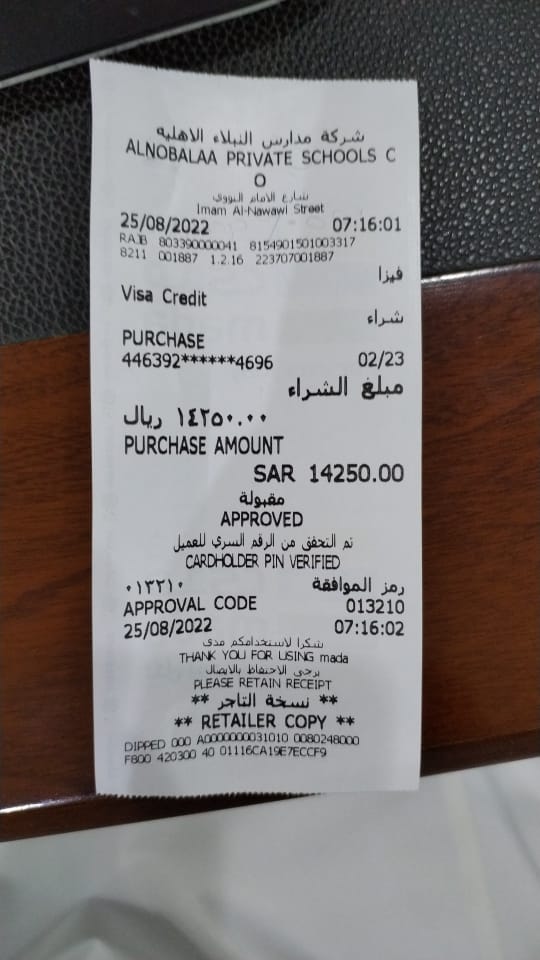 شركة مدارس النبلاء الاهليه
ALNOBALAA PRIVATE SCHOOLS C
O
شارع الامام النووي
Imam Al-Nawawi Street
25/08/2022 07:16:01
RAJB 803390000041 8154901501003317
8211 001887 1.2.16 223707001887
فيزا
Visa Credit
شراء
PURCHASE
446392******4696 02/23
مبلغ الشراء
١٤٢٥٠.٠٠ ريال
PURCHASE AMOUNT
SAR 14250.00
مقبولة
APPROVED
تم التحقق من الرقم السري للعميل
CARDHOLDER PIN VERIFIED
رمز الموافقة ٠١٣٢١٠
APPROVAL CODE 013210
25/08/2022 07:16:02
شكرا لاستخدامكم مدى
THANK YOU FOR USING mada
يرجى الاحتفاظ بالايصال
PLEASE RETAIN RECEIPT
** نسخة التاجر **
** RETAILER COPY **
DIPPED 000 A0000000031010 0080248000
F800 420300 40 01116CA19E7ECCF9